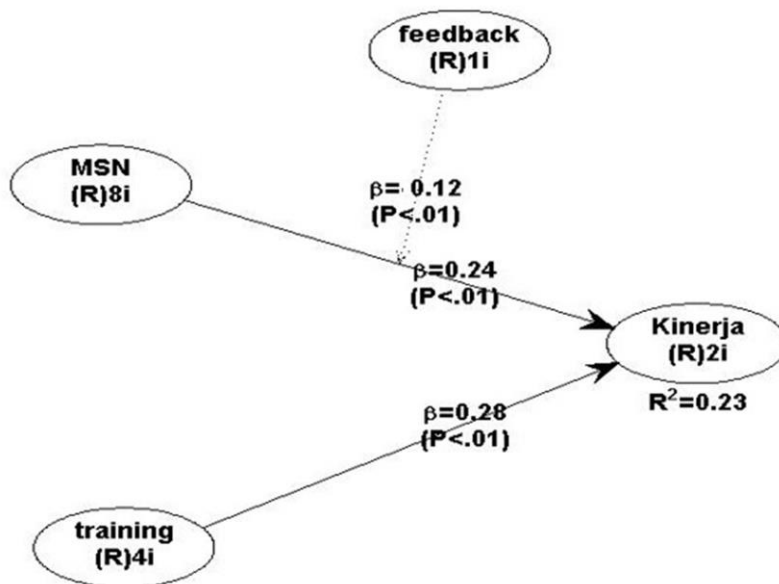 feedback
(R)1i
MSN
(R)8i
β= 0.12
(P<.01)
β=0.24
(P<.01)
Kinerja
(R)2i
R²=0.23
β=0.28
(P<.01)
training
(R)4i